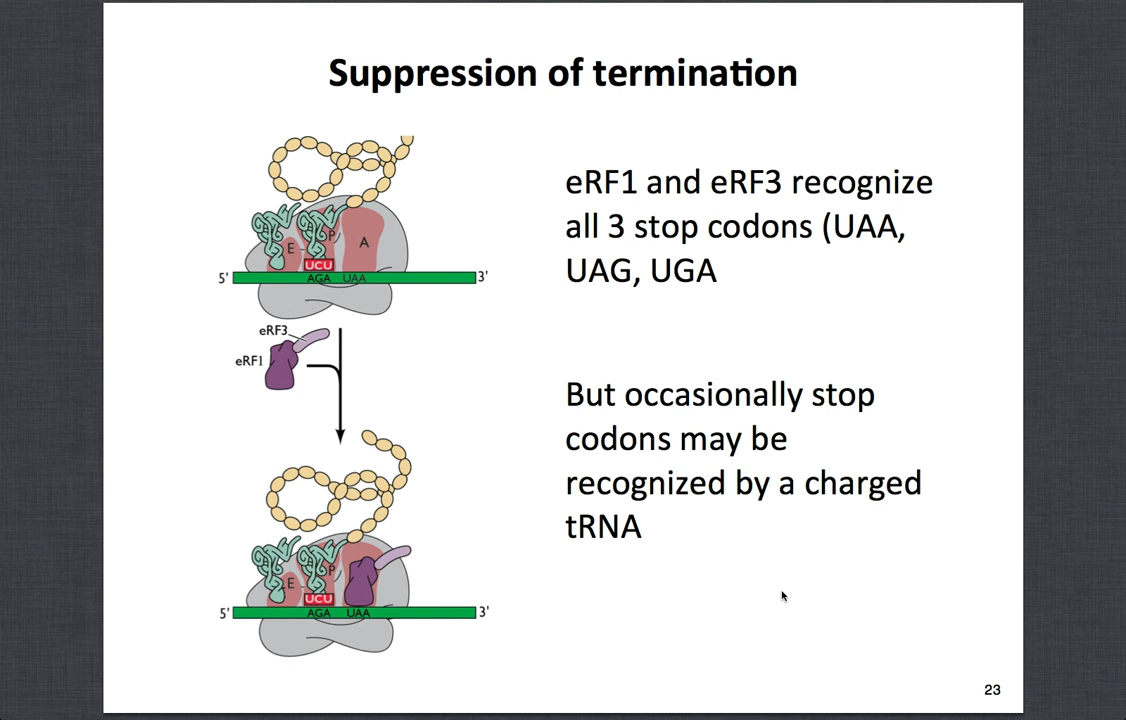 Suppression of termination
eRF1 and eRF3 recognize
all 3 stop codons (UAA,
UAG, UGA
But occasionally stop
codons may be
recognized by a charged
tRNA
E
P
A
UCU
5'
AGA
UAA
3'
eRF3
eRF1
E
P
UCU
5'
AGA
UAA
3'
23